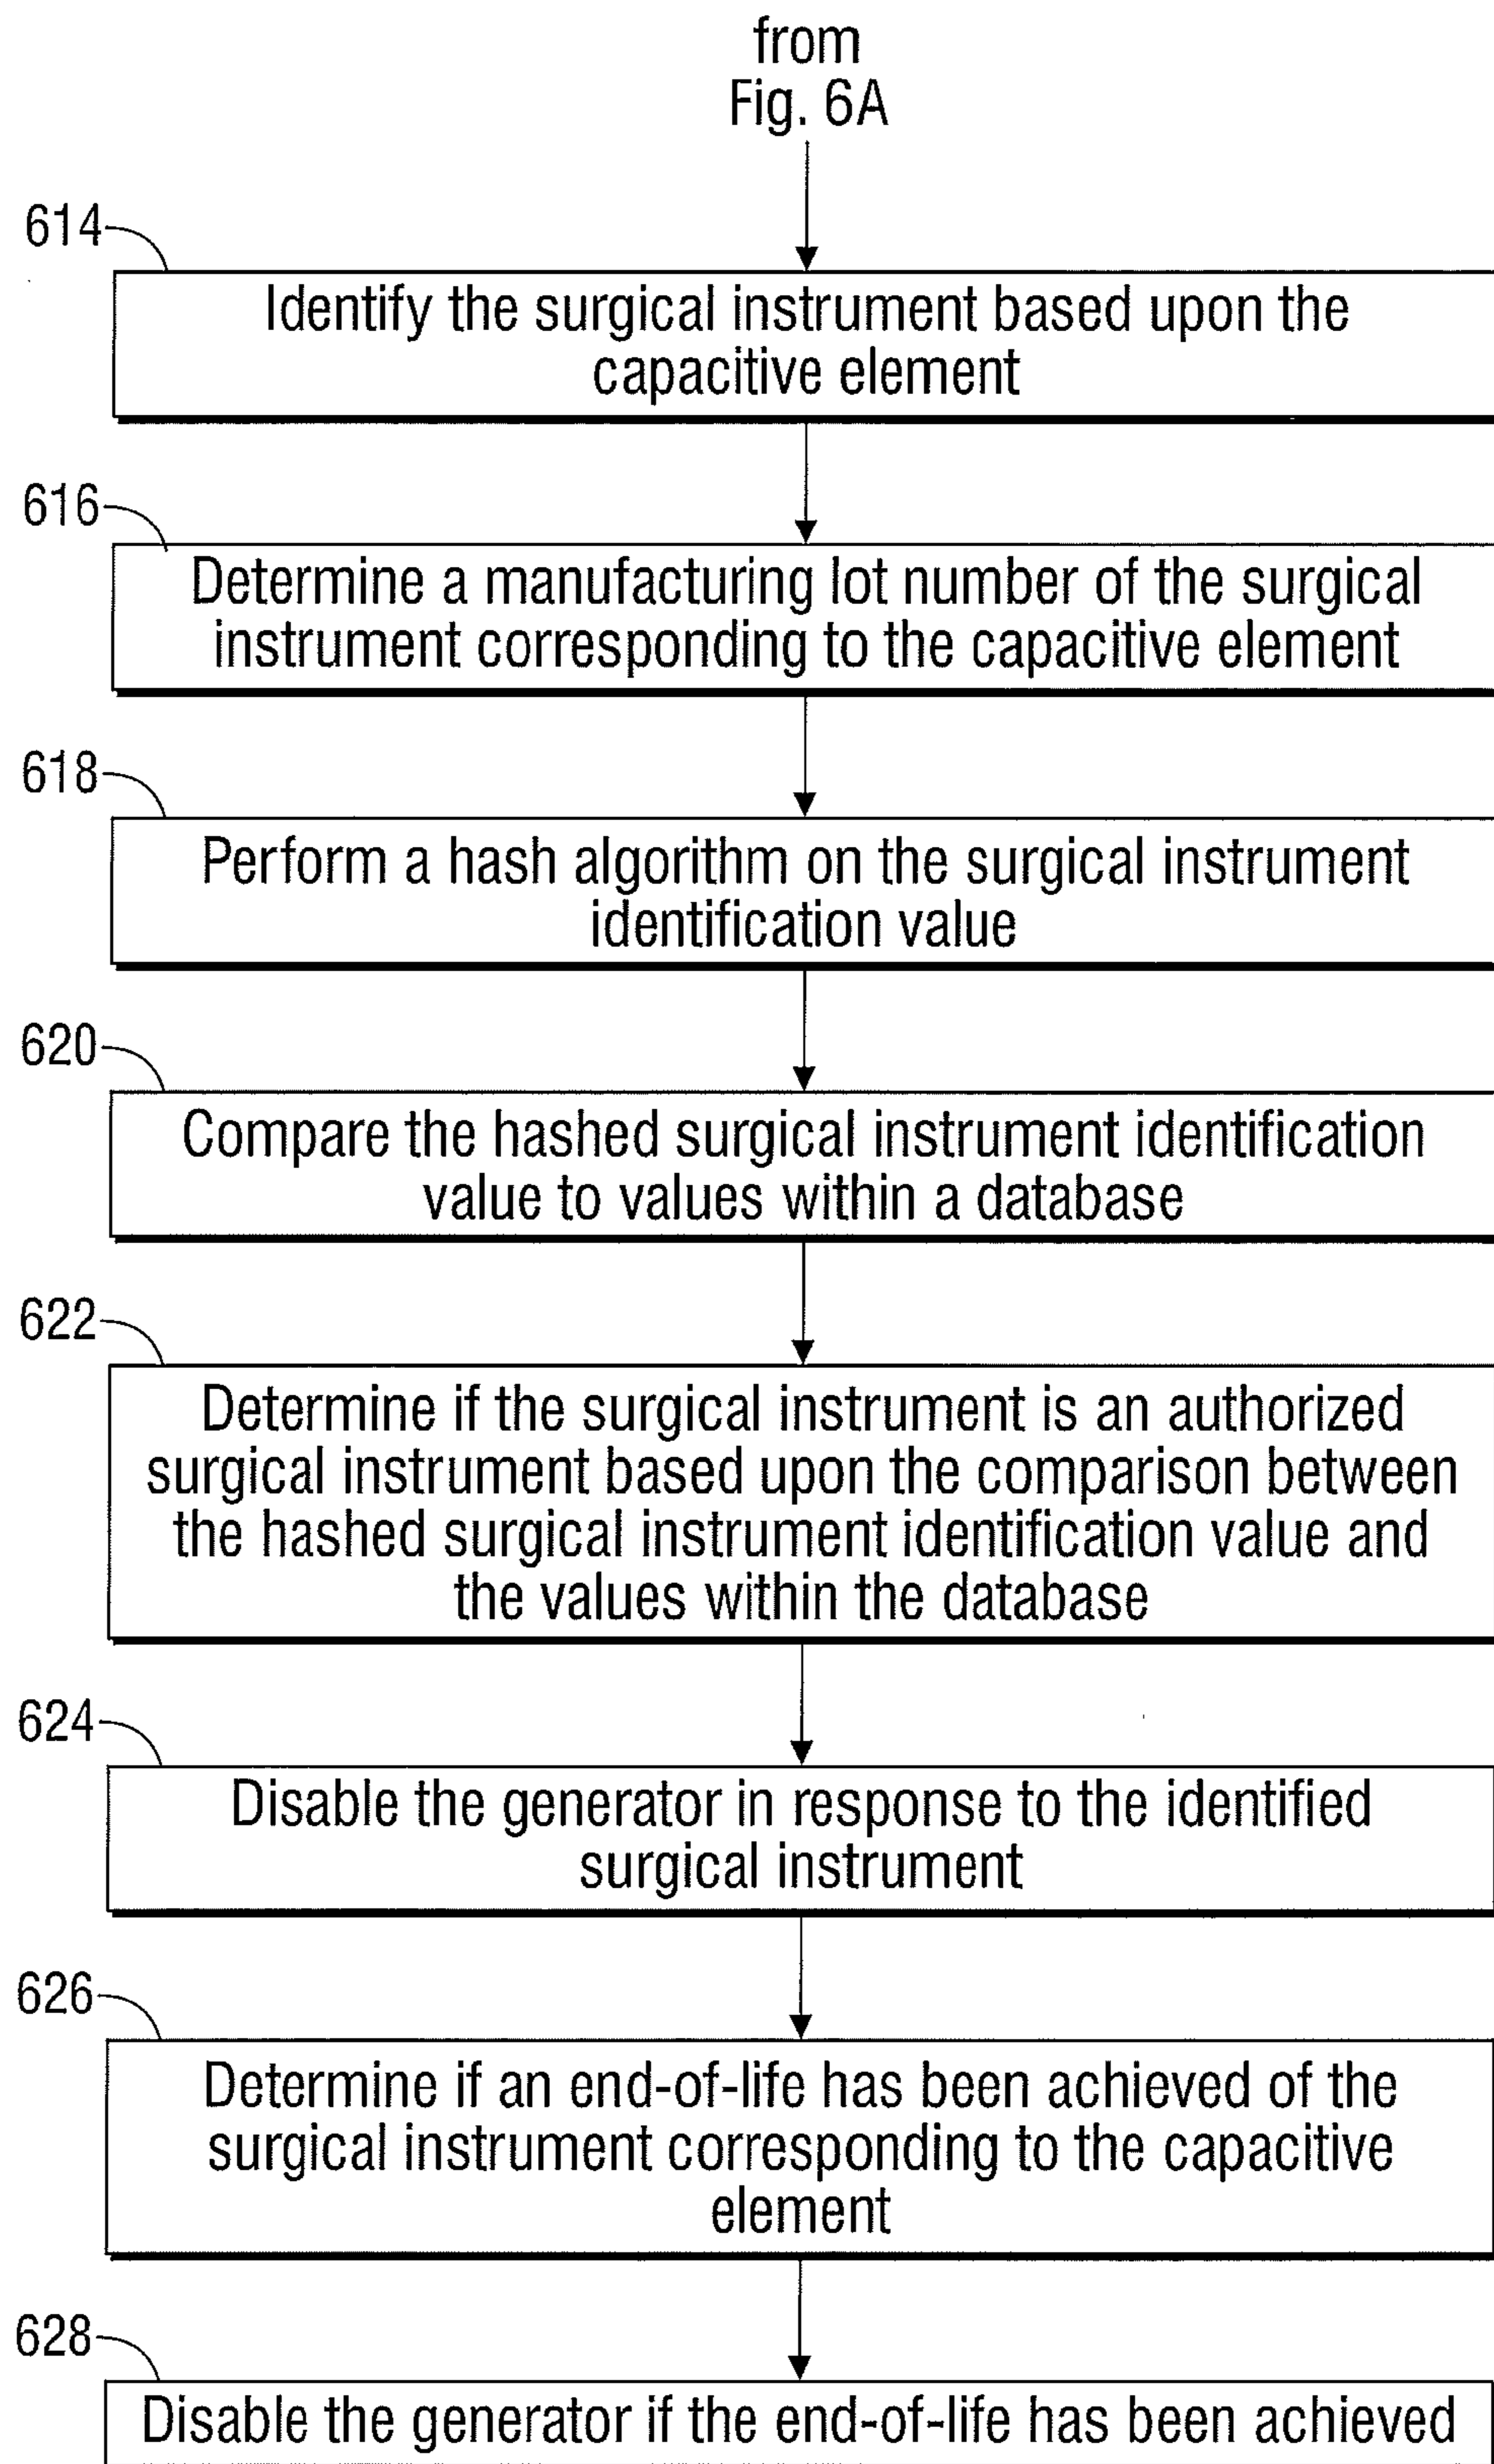 from
Fig. 6A
614
Identify the surgical instrument based upon the
capacitive element
616
Determine a manufacturing lot number of the surgical
instrument corresponding to the capacitive element
618
Perform a hash algorithm on the surgical instrument
identification value
620
Compare the hashed surgical instrument identification
value to values within a database
622
Determine if the surgical instrument is an authorized
surgical instrument based upon the comparison between
the hashed surgical instrument identification value and
the values within the database
624
Disable the generator in response to the identified
surgical instrument
626
Determine if an end-of-life has been achieved of the
surgical instrument corresponding to the capacitive
element
628
Disable the generator if the end-of-life has been achieved